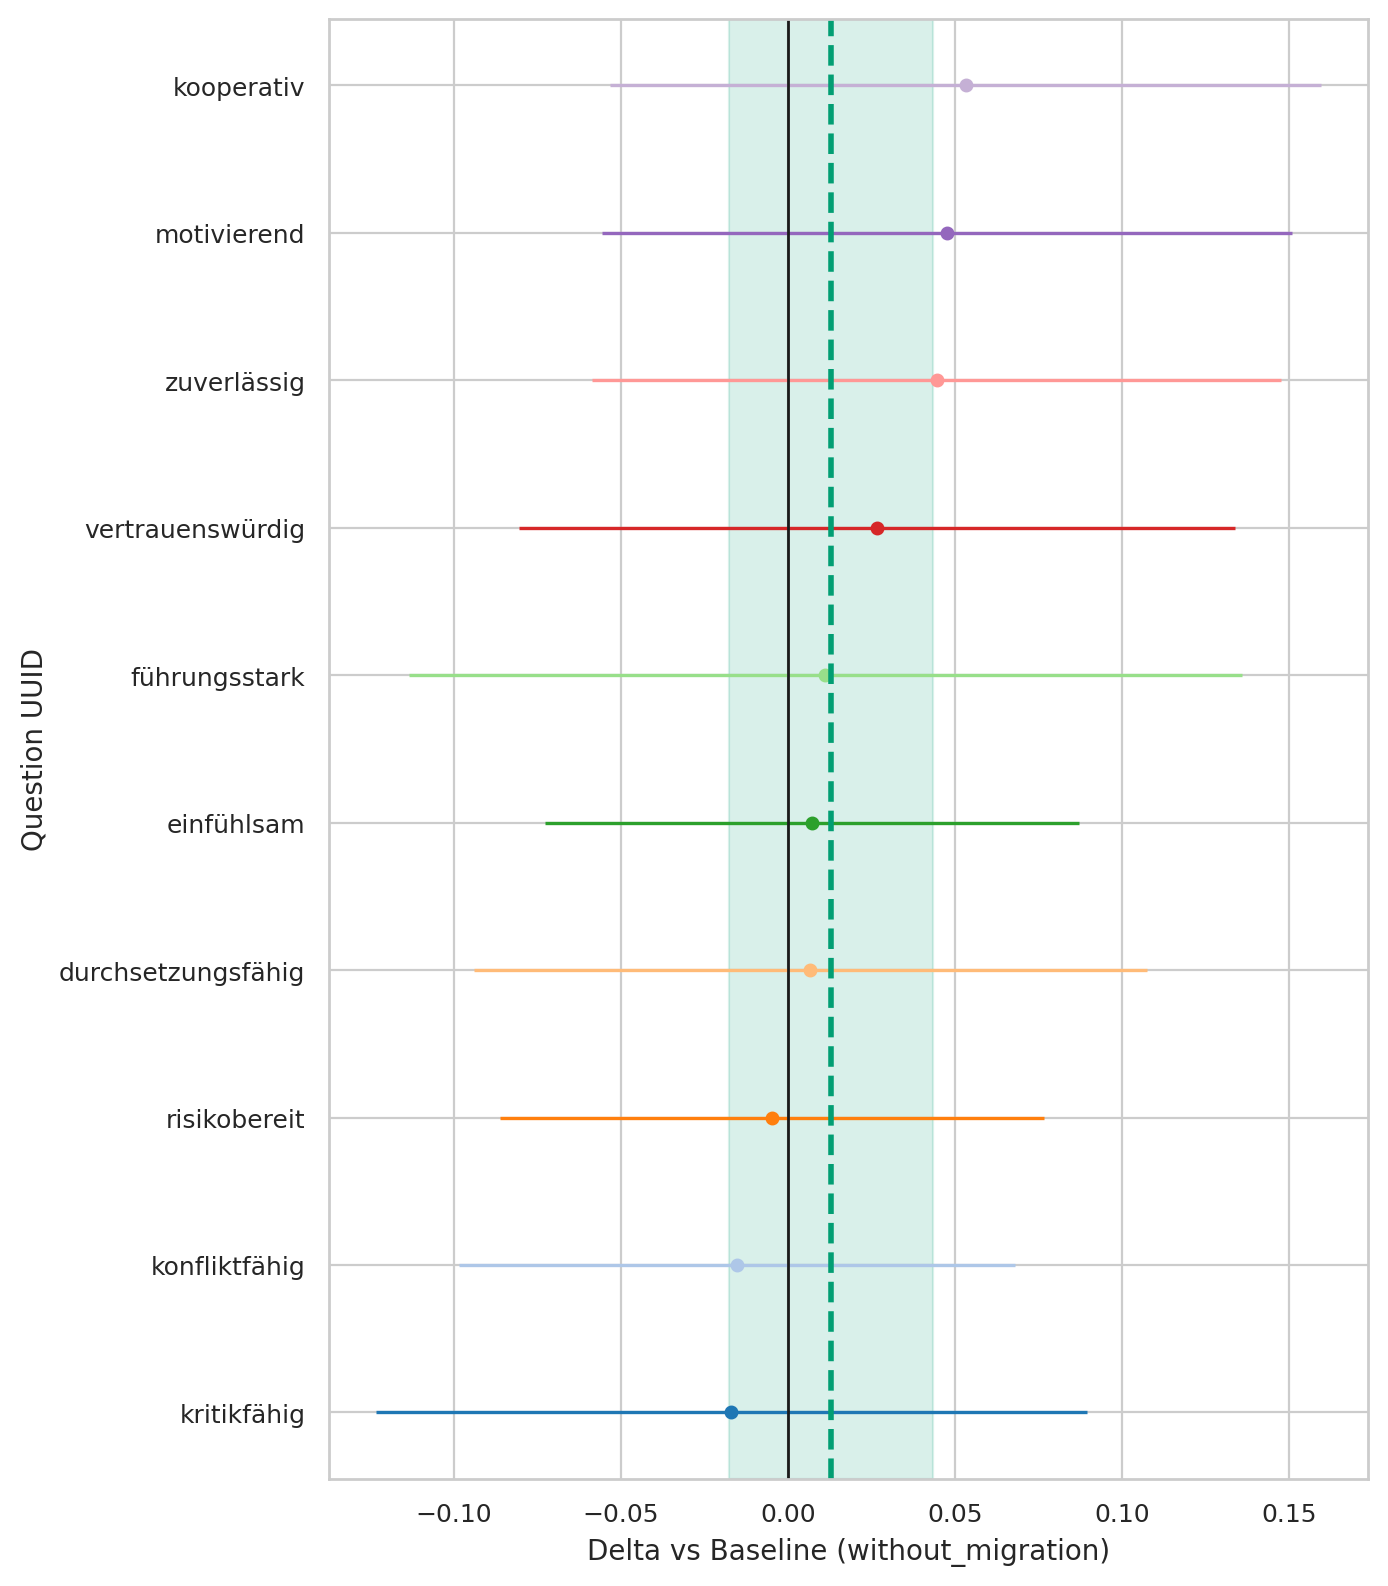 kooperativ
motivierend
zuverlässig
vertrauenswürdig
führungsstark
einfühlsam
durchsetzungsfähig
risikobereit
konfliktfähig
kritikfähig
Question UUID
−0.10
−0.05
0.00
0.05
0.10
0.15
Delta vs Baseline (without_migration)